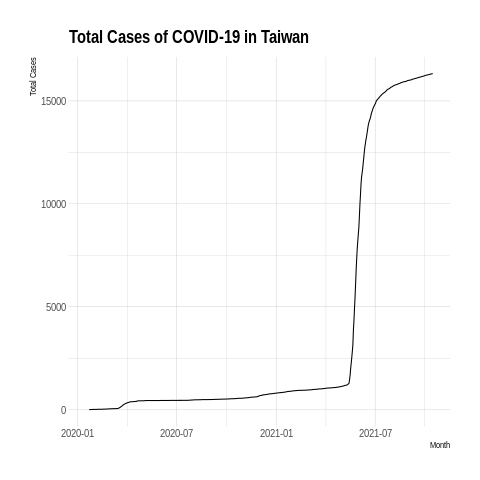 Total Cases of COVID-19 in Taiwan
Total Cases
15000
10000
5000
0
2020-01 2020-07 2021-01 2021-07
Month